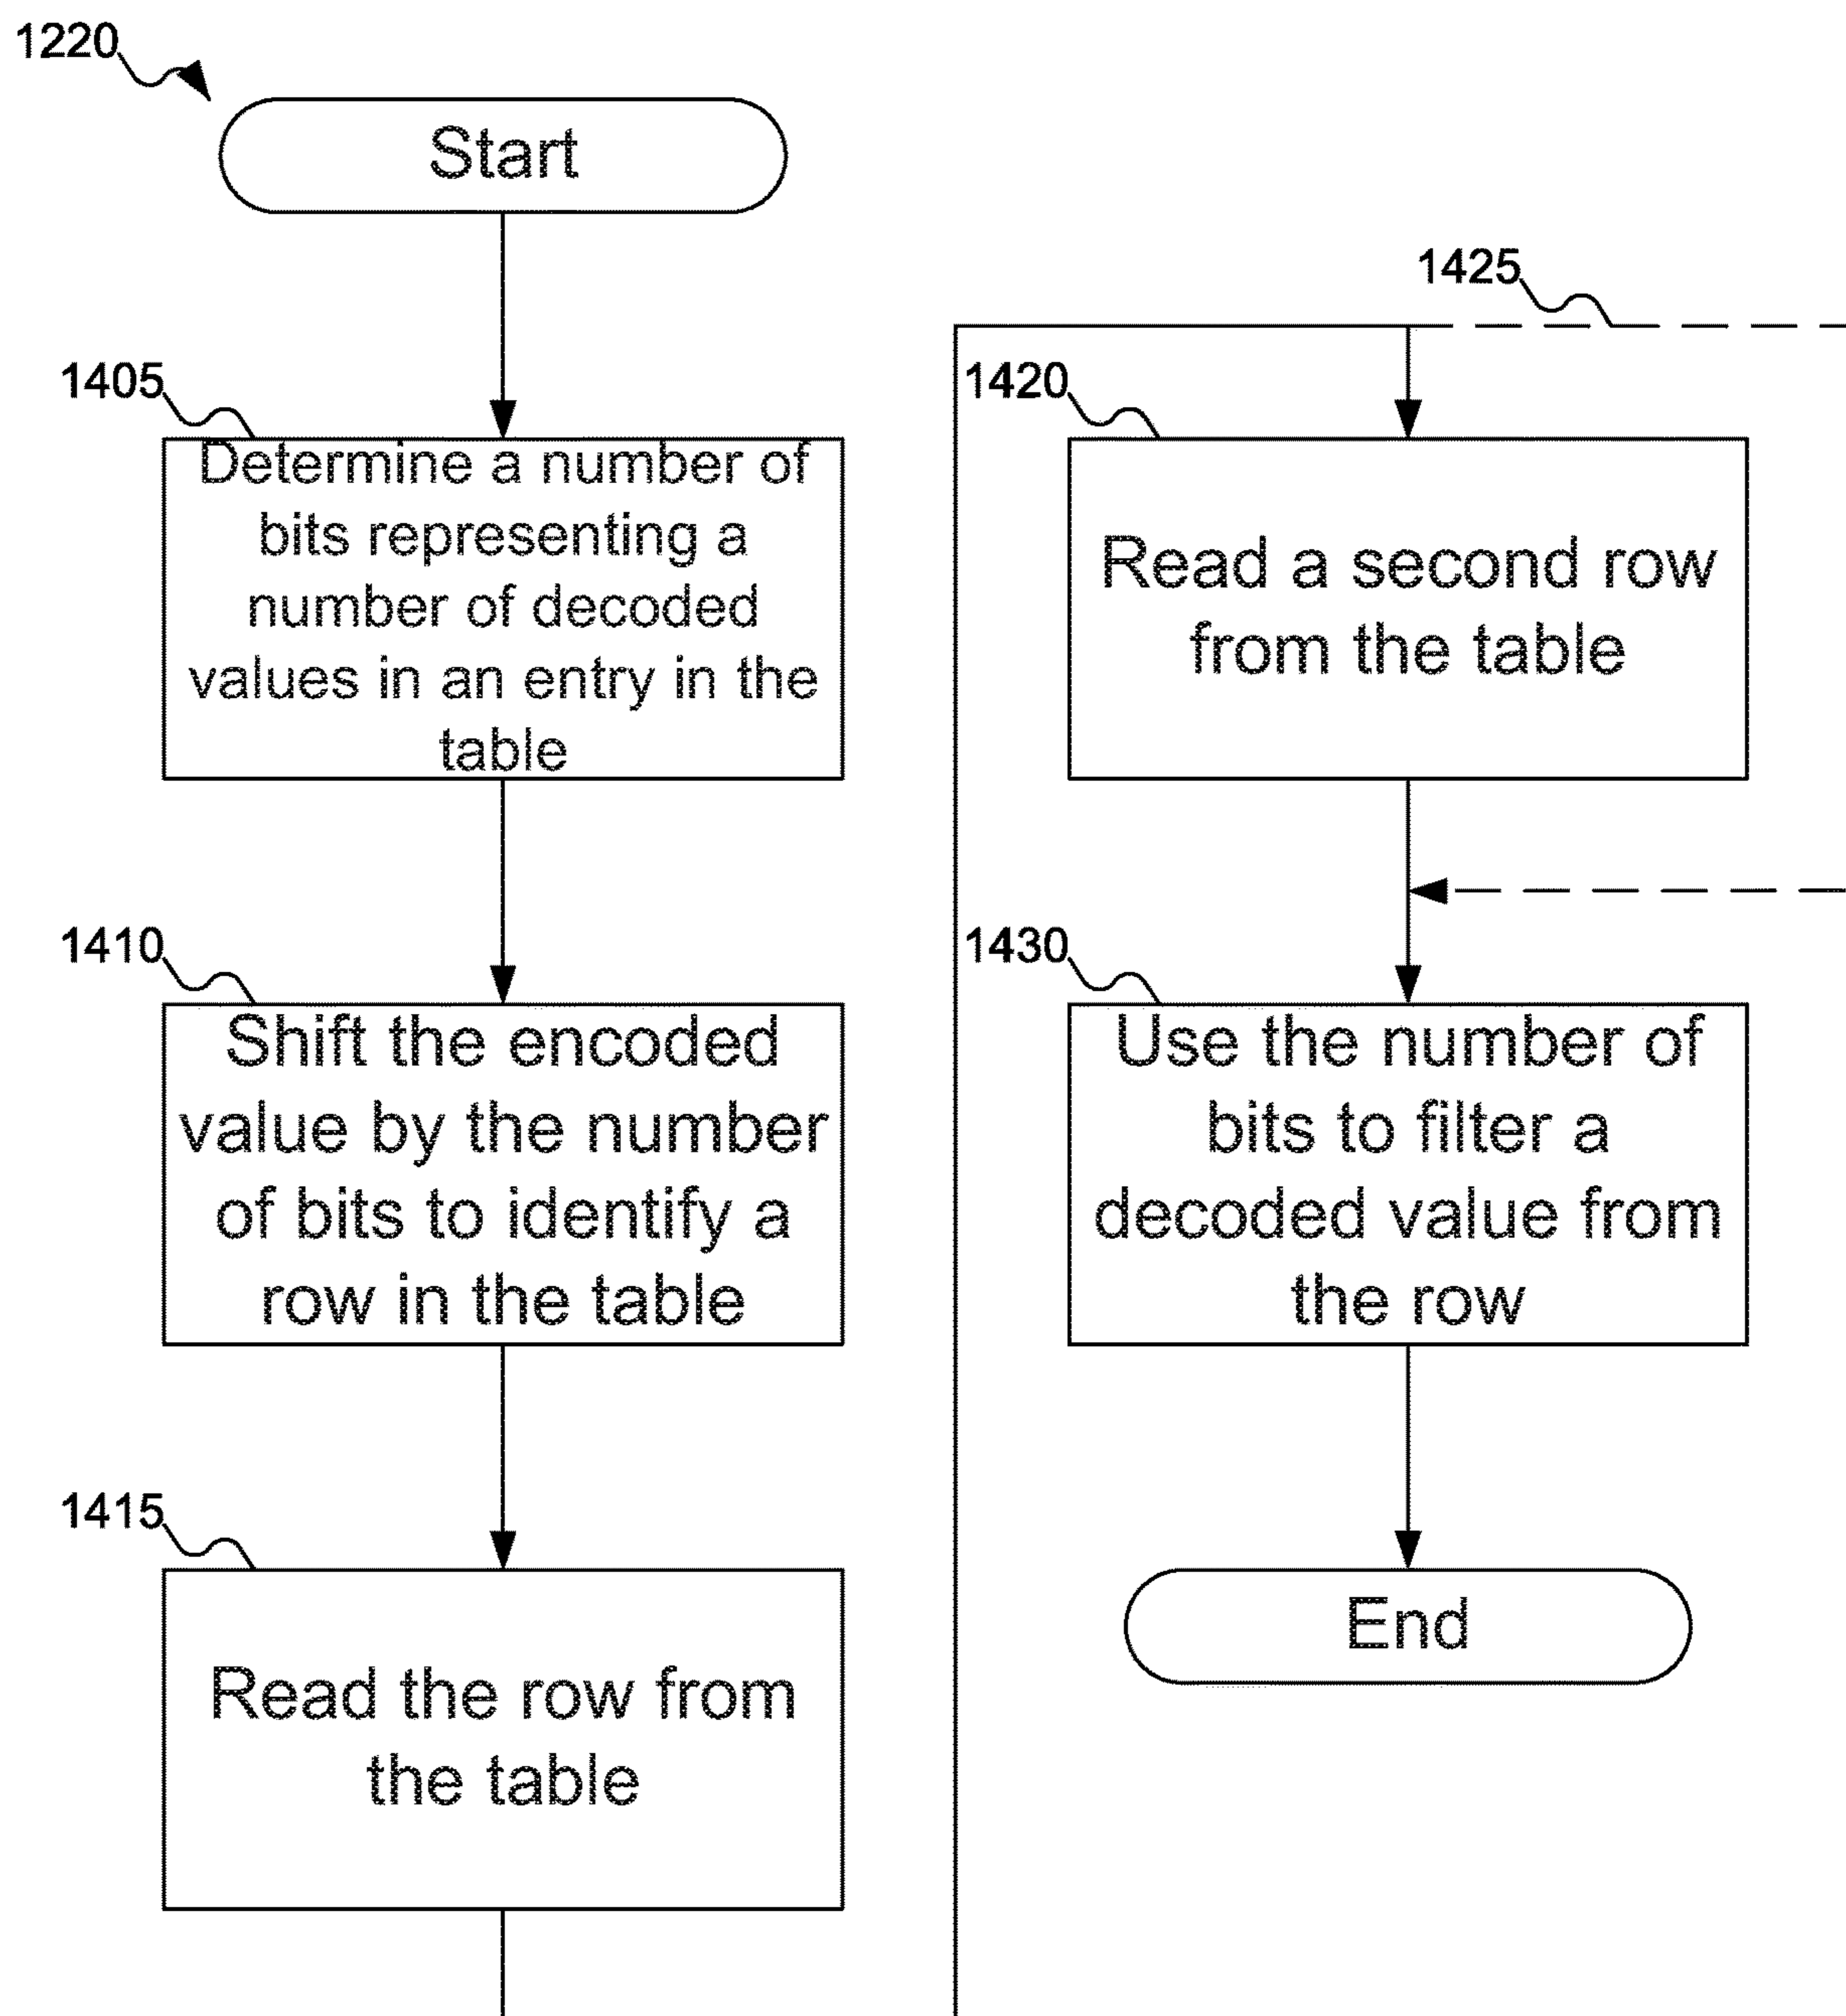 1220
Start
1405
Determine a number of
bits representing a
number of decoded
values in an entry in the
table
1410
Shift the encoded
value by the number
of bits to identify a
row in the table
1415
Read the row from
the table
1425
1420
Read a second row
from the table
1430
Use the number of
bits to filter a
decoded value from
the row
End